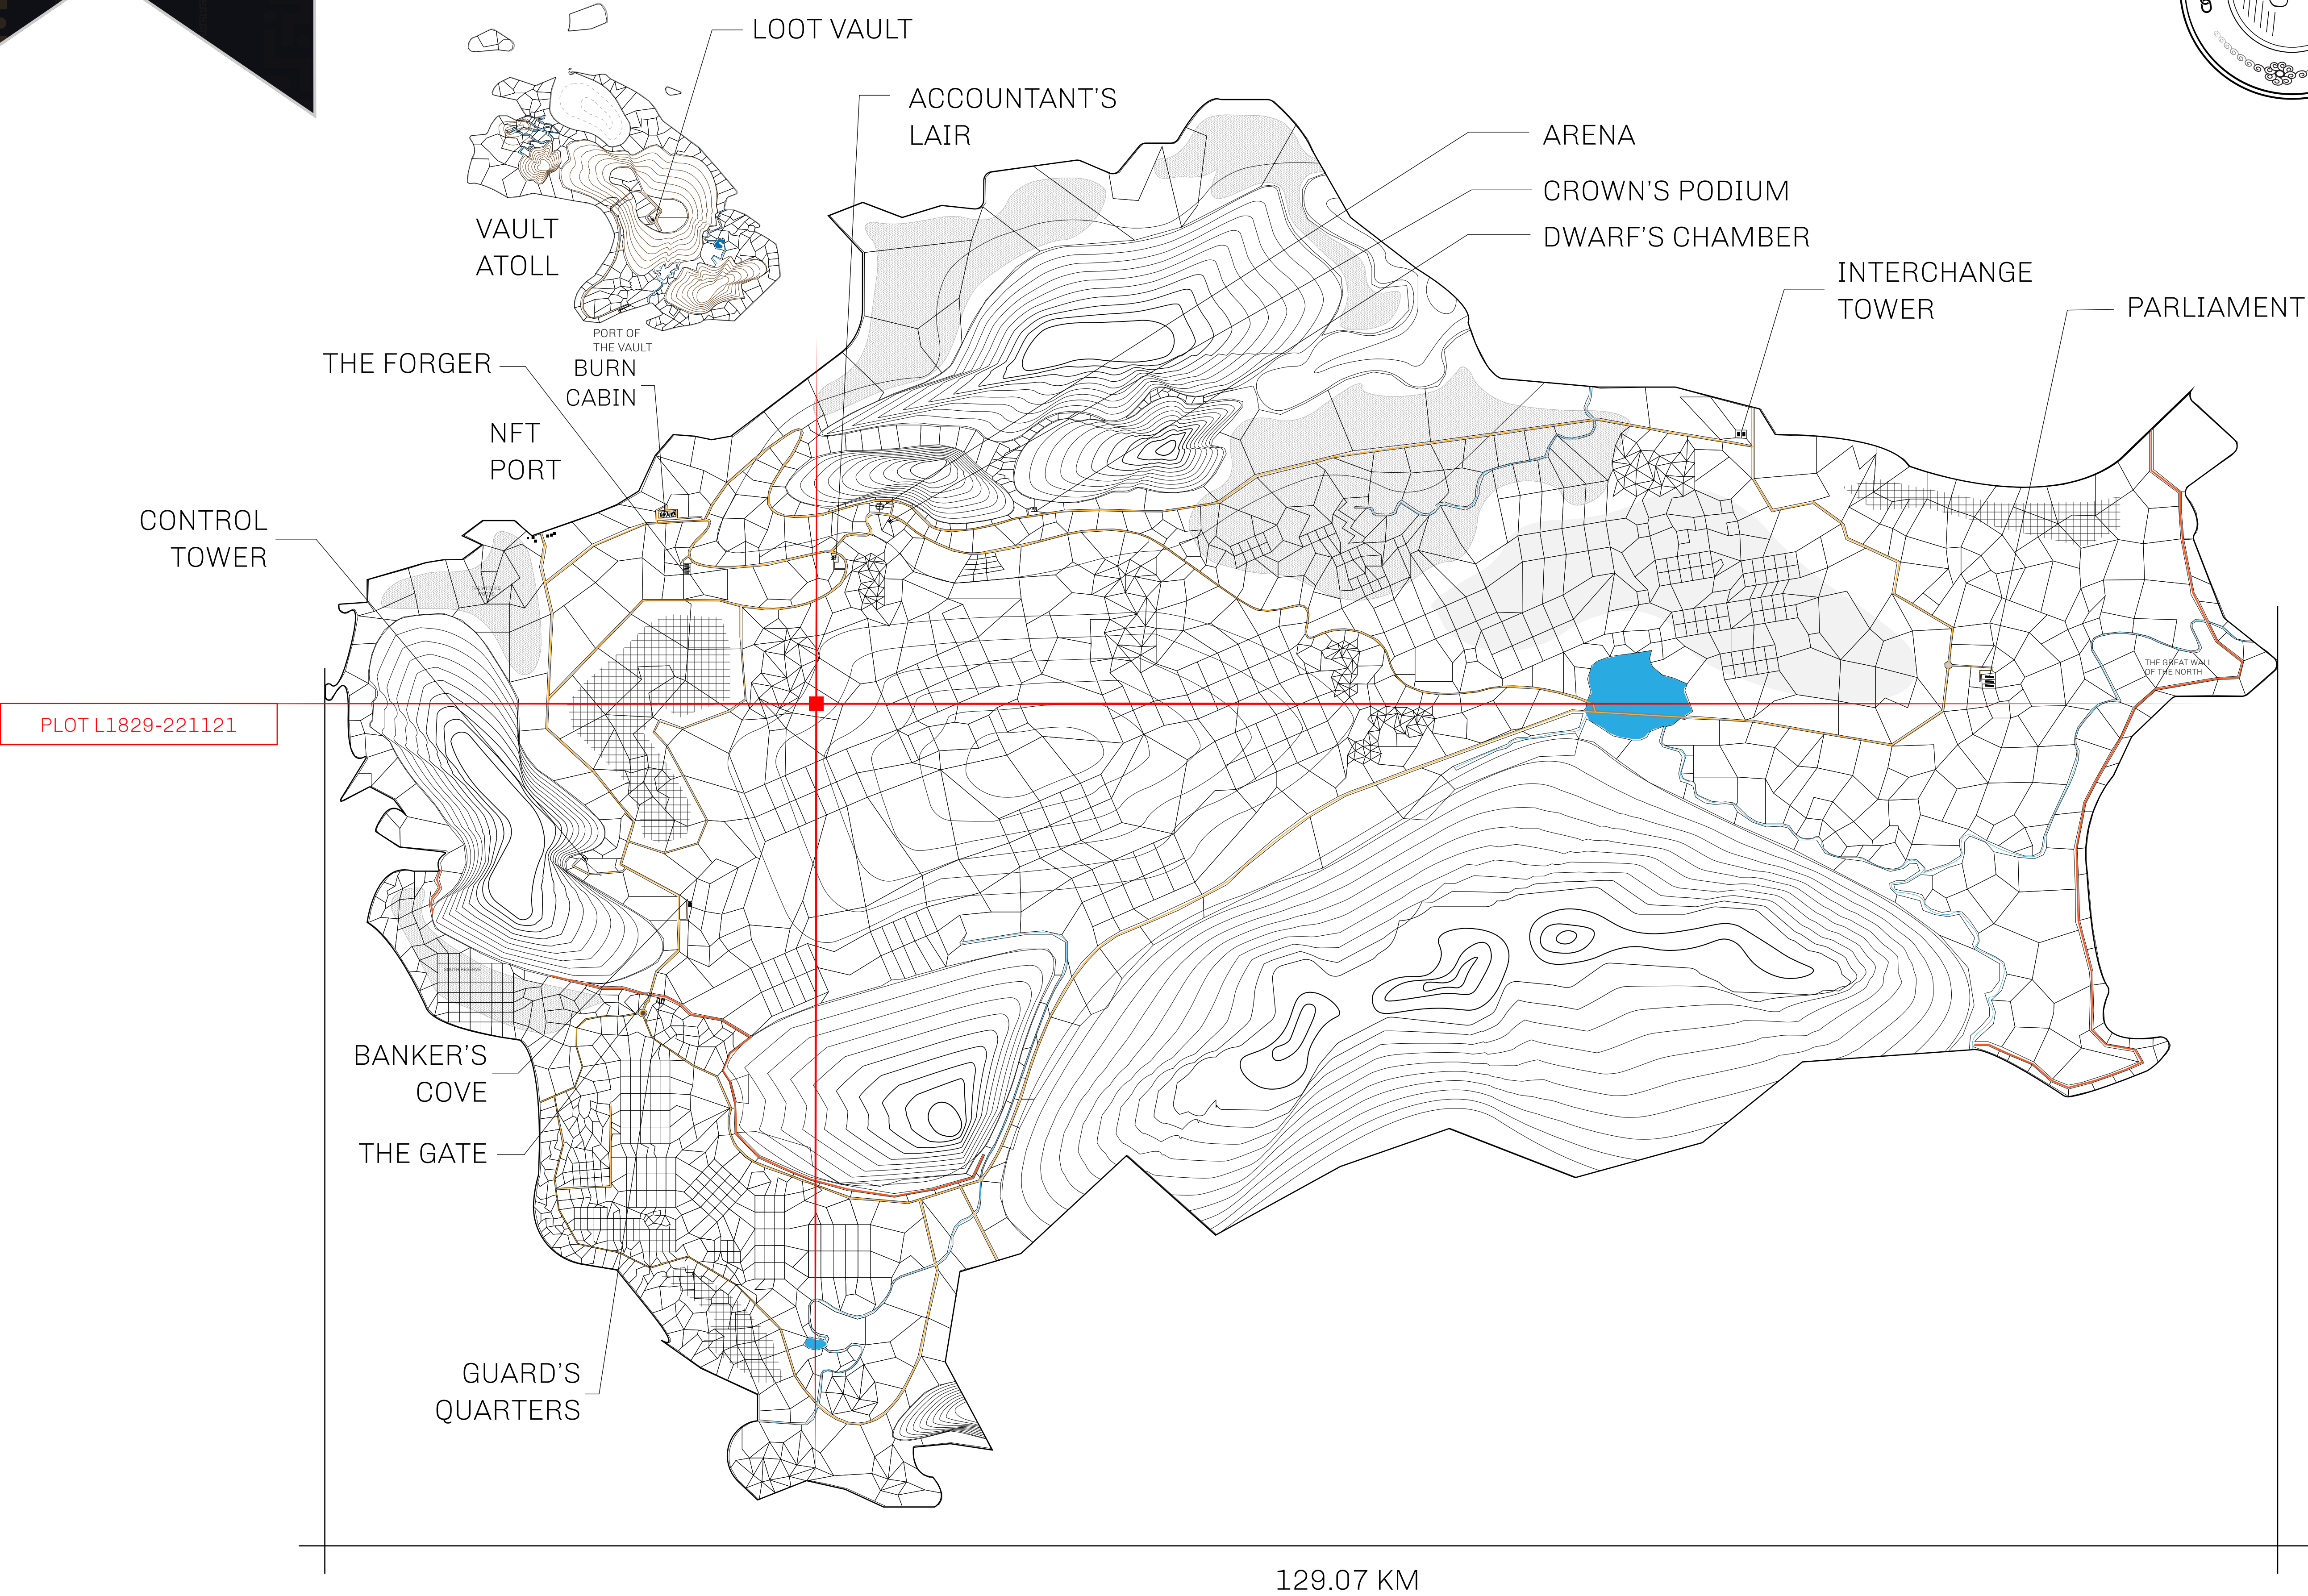 LOOT VAULT
ACCOUNTANT'S
LAIR
ARENA
CROWN'S PODIUM
DWARF'S CHAMBER
VAULT
ATOLL
INTERCHANGE
TOWER
PARLIAMENT
PORT OF
THE VAULT
THE FORGER
BURN
CABIN
NFT
PORT
CONTROL
TOWER
THE GREAT WALL
OF THE NORTH
PLOT L1829-221121
SOUTH RESERVE
BANKER'S
COVE
THE GATE
GUARD'S
QUARTERS
129.07 KM